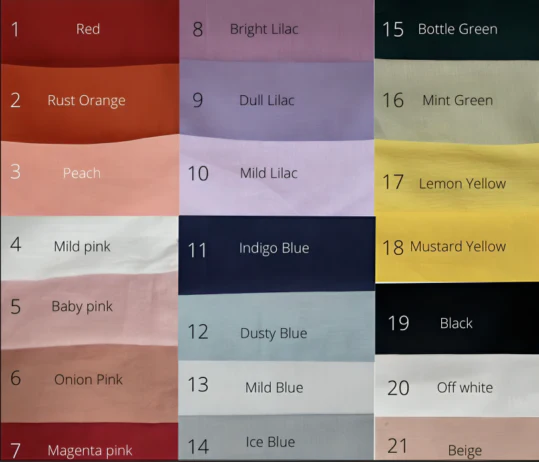 1 Red
2 Rust Orange
3 Peach
4 Mild pink
5 Baby pink
6 Onion Pink
7 Magenta pink
8 Bright Lilac
9 Dull Lilac
10 Mild Lilac
11 Indigo Blue
12 Dusty Blue
13 Mild Blue
14 Ice Blue
15 Bottle Green
16 Mint Green
17 Lemon Yellow
18 Mustard Yellow
19 Black
20 Off white
21 Beige